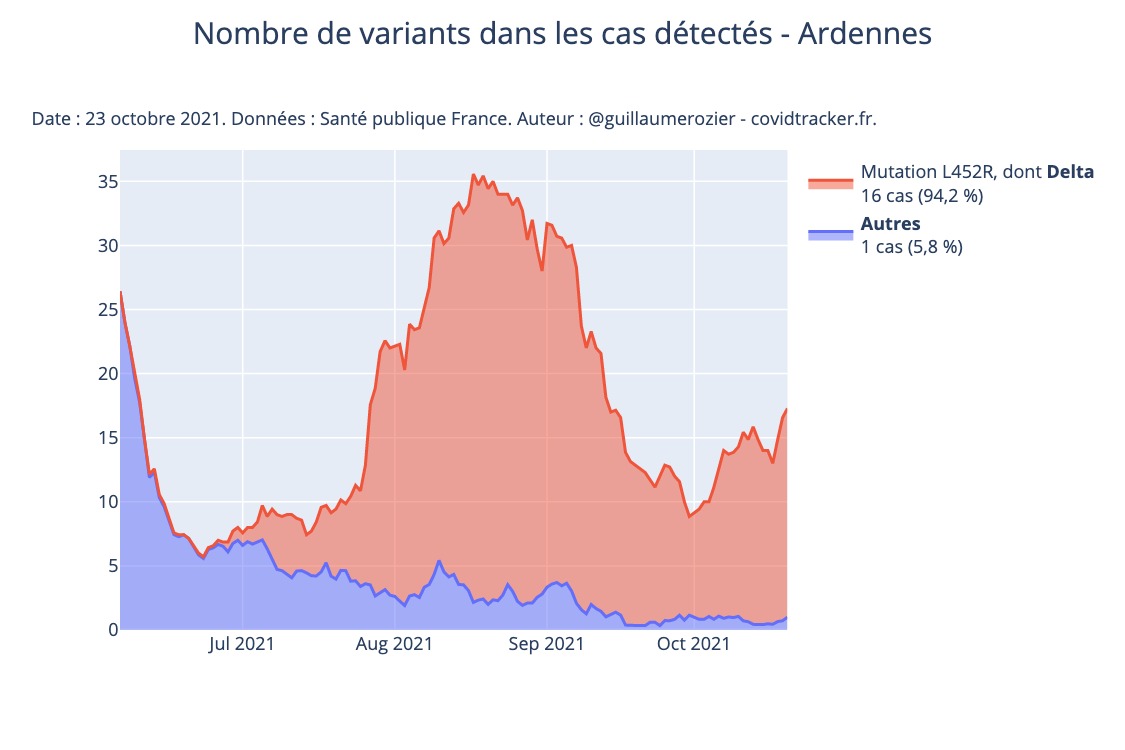 Nombre de variants dans les cas détectés - Ardennes
Date : 23 octobre 2021. Données : Santé publique France. Auteur : @guillaumerozier - covidtracker.fr.
Mutation L452R, dont Delta
16 cas (94,2 %)
Autres
1 cas (5,8 %)
35
30
25
20
15
10
5
0
Jul 2021
Aug 2021
Sep 2021
Oct 2021